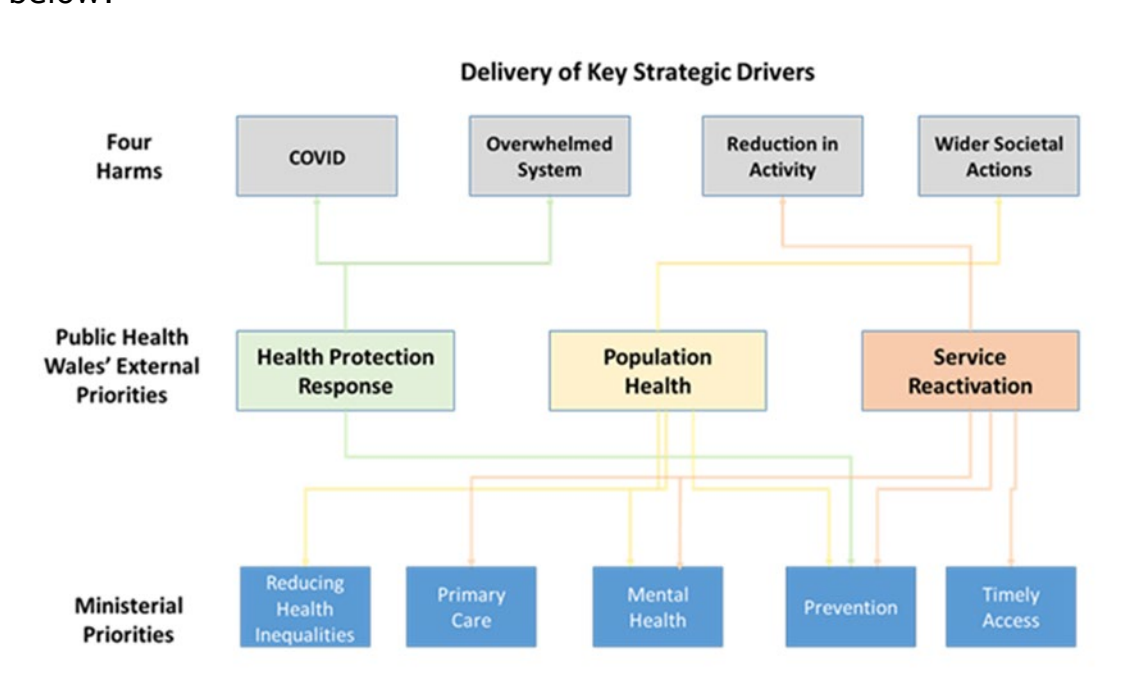 below.
Delivery of Key Strategic Drivers
Four
Harms
COVID
Overwhelmed
System
Reduction in
Activity
Wider Societal
Actions
Public Health
Wales’ External
Priorities
Health Protection
Response
Population
Health
Service
Reactivation
Ministerial
Priorities
Reducing
Health
Inequalities
Primary
Care
Mental
Health
Prevention
Timely
Access